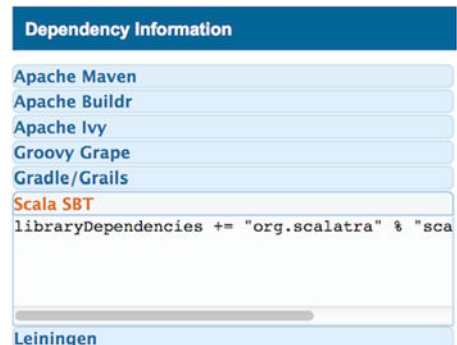 Dependency Information
Apache Maven
Apache Buildr
Apache Ivy
Groovy Grape
Gradle/Grails
Scala SBT
libraryDependencies += "org.scalatra" % "sca
Leiningen